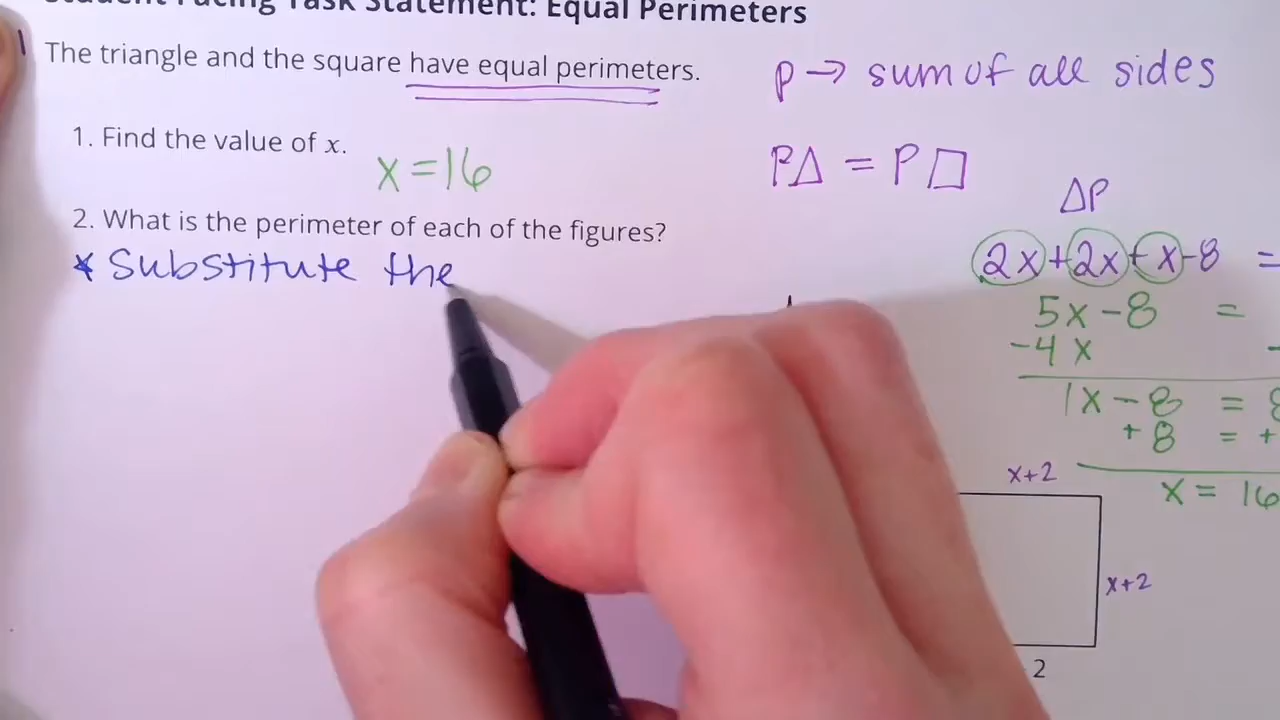 Student Facing Task Statement: Equal Perimeters
The triangle and the square have equal perimeters.
p → sum of all sides
1. Find the value of x.
x = 16
P△ = P□
△P
2. What is the perimeter of each of the figures?
2x + 2x + x - 8 =
* Substitute the
5x - 8 =
-4x -
1x - 8 = 8
+ 8 = +
x = 16
x+2
x+2
2